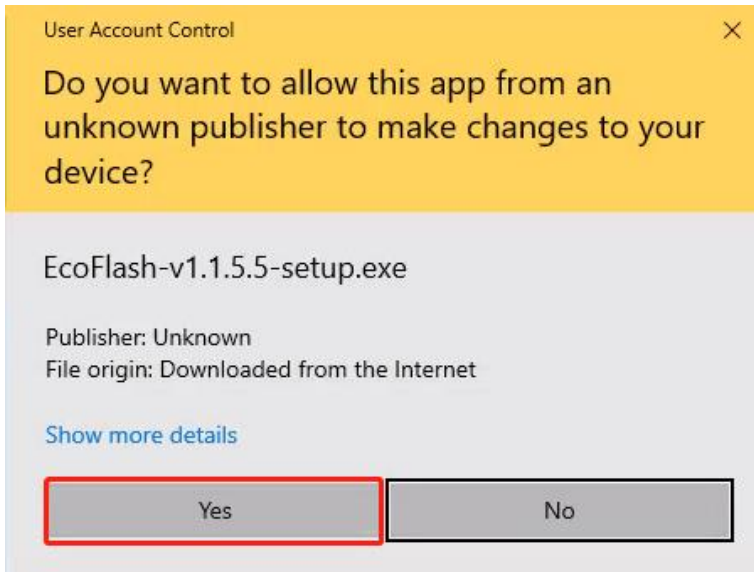 User Account Control
Do you want to allow this app from an
unknown publisher to make changes to your
device?
EcoFlash-v1.1.5.5-setup.exe
Publisher: Unknown
File origin: Downloaded from the Internet
Show more details
Yes
No